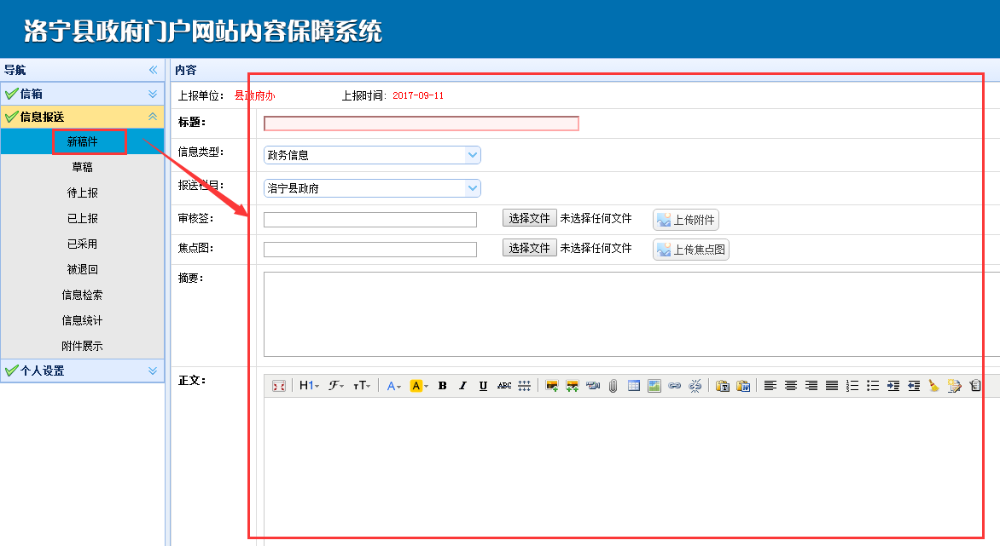 洛宁县政府门户网站内容保障系统
导航
信箱
信息报送
新稿件
草稿
待上报
已上报
已采用
被退回
信息检索
信息统计
附件展示
个人设置
内容
上报单位: 县政府办 上报时间: 2017-09-11
标题:
信息类型: 政务信息
报送栏目: 洛宁县政府
审核签: 选择文件 未选择任何文件 上传附件
焦点图: 选择文件 未选择任何文件 上传焦点图
摘要:
正文:
H1 F TT A A B I U ABC